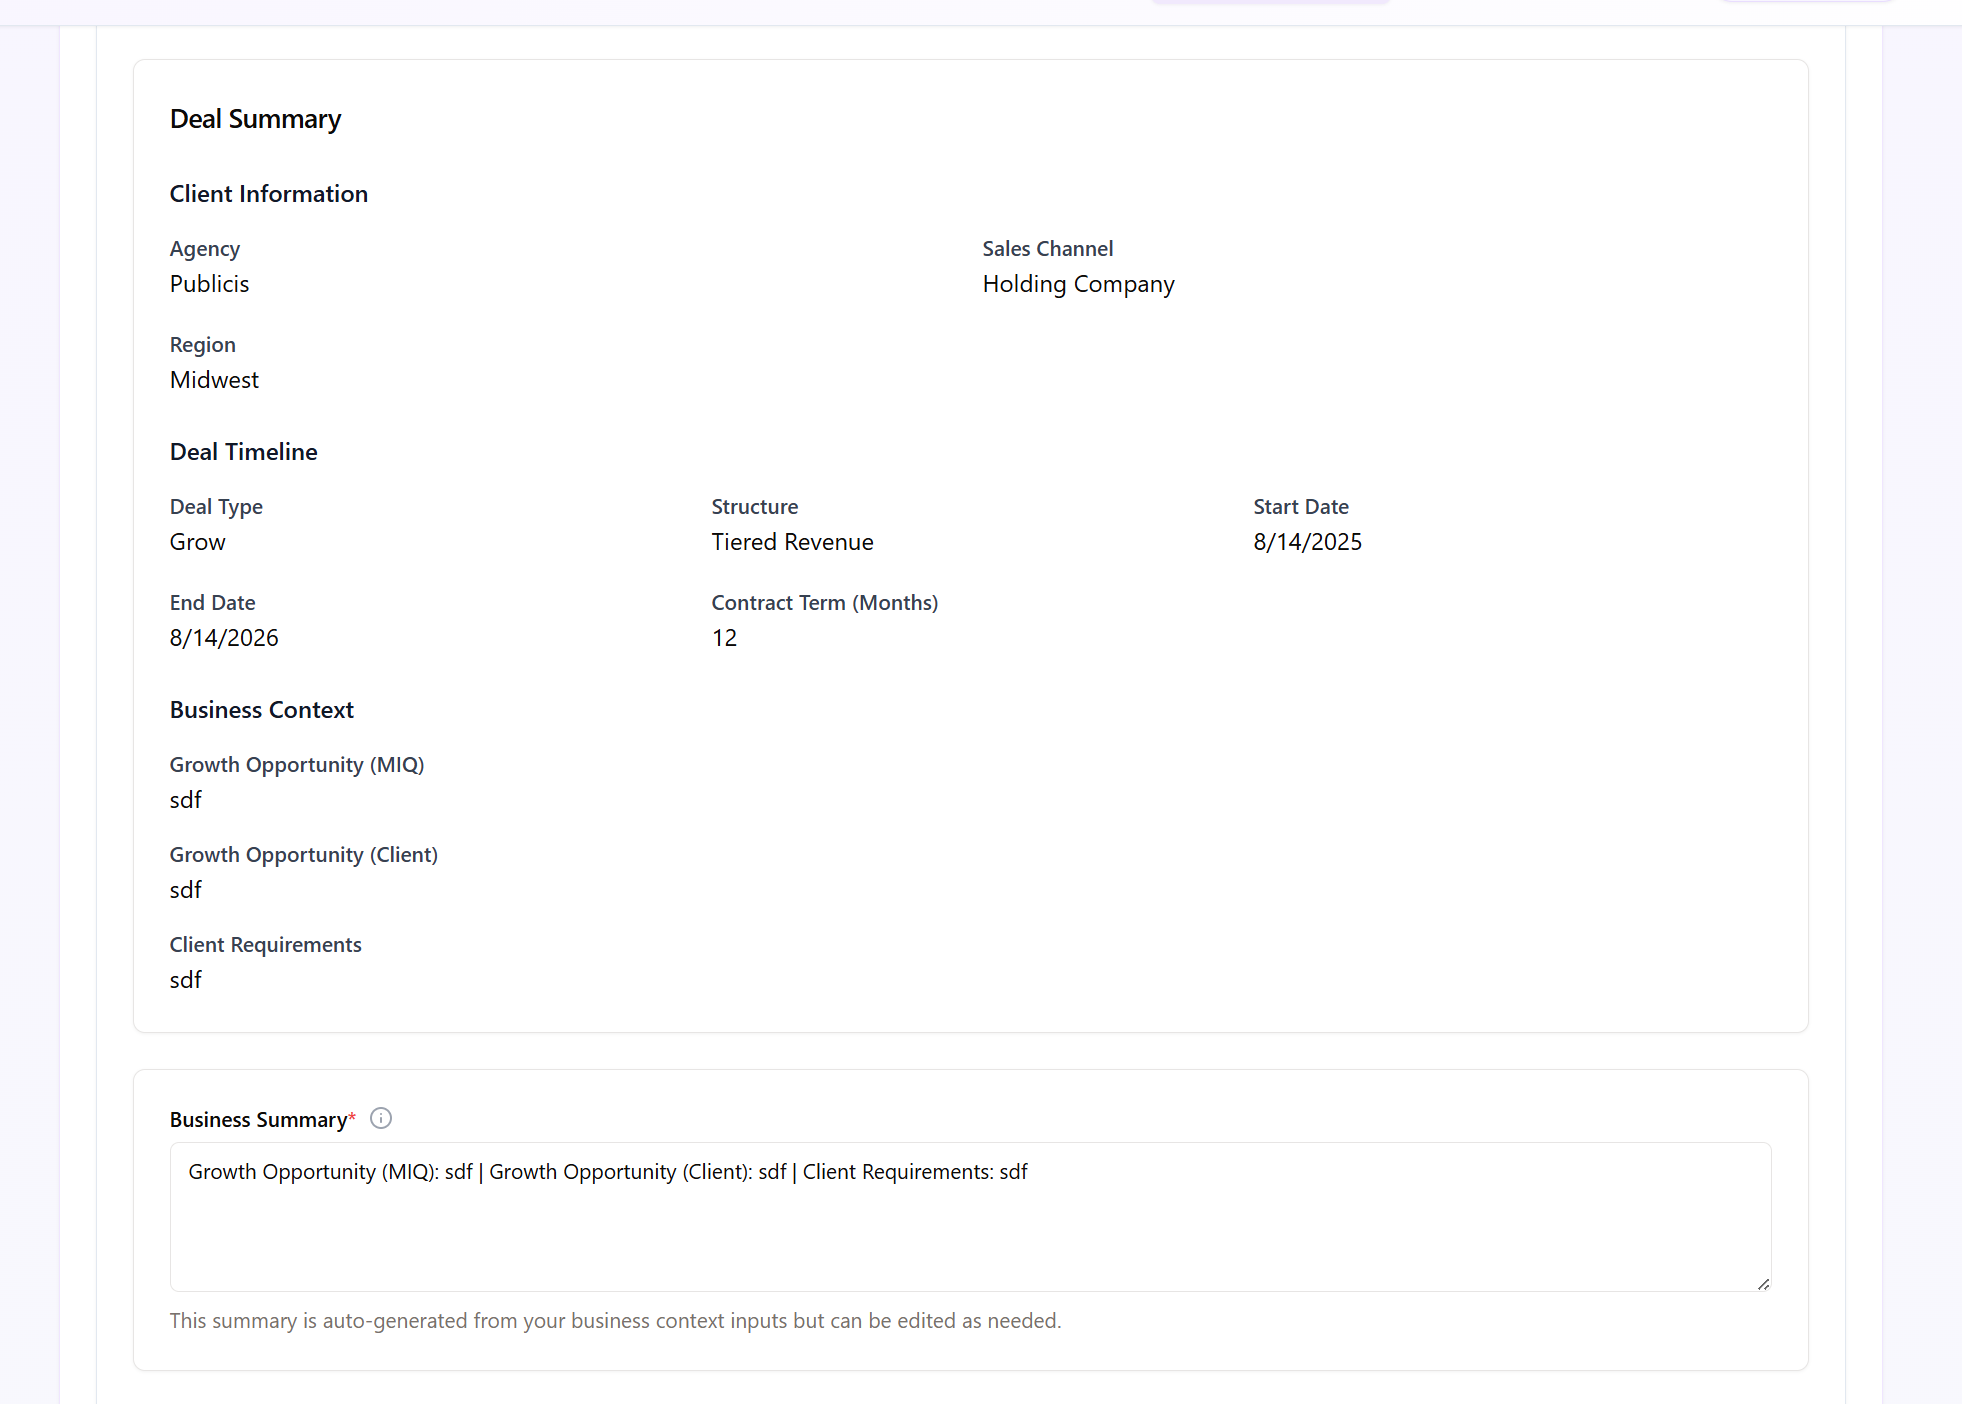 Deal Summary
Client Information
Agency
Publicis
Sales Channel
Holding Company
Region
Midwest
Deal Timeline
Deal Type
Grow
Structure
Tiered Revenue
Start Date
8/14/2025
End Date
8/14/2026
Contract Term (Months)
12
Business Context
Growth Opportunity (MIQ)
sdf
Growth Opportunity (Client)
sdf
Client Requirements
sdf
Business Summary*
Growth Opportunity (MIQ): sdf | Growth Opportunity (Client): sdf | Client Requirements: sdf
This summary is auto-generated from your business context inputs but can be edited as needed.